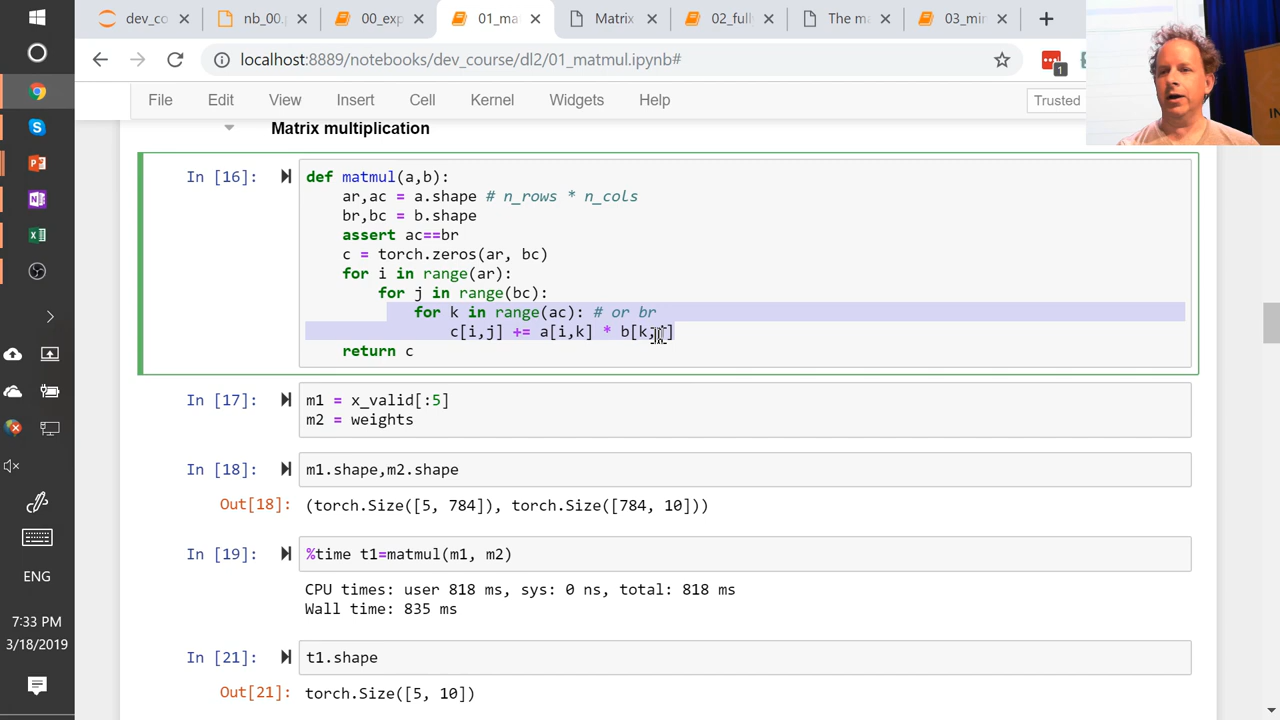 dev_co
nb_00.
00_exp
01_ma
Matrix
02_full
The ma
03_min
localhost:8889/notebooks/dev_course/dl2/01_matmul.ipynb#
1
File Edit View Insert Cell Kernel Widgets Help
Trusted
IN
Matrix multiplication
In [16]:
def matmul(a,b):
    ar,ac = a.shape # n_rows * n_cols
    br,bc = b.shape
    assert ac==br
    c = torch.zeros(ar, bc)
    for i in range(ar):
        for j in range(bc):
            for k in range(ac): # or br
                c[i,j] += a[i,k] * b[k,j]
    return c
In [17]:
m1 = x_valid[:5]
m2 = weights
In [18]:
m1.shape,m2.shape
Out[18]:
(torch.Size([5, 784]), torch.Size([784, 10]))
In [19]:
%time t1=matmul(m1, m2)
CPU times: user 818 ms, sys: 0 ns, total: 818 ms
Wall time: 835 ms
In [21]:
t1.shape
Out[21]:
torch.Size([5, 10])
ENG
7:33 PM
3/18/2019